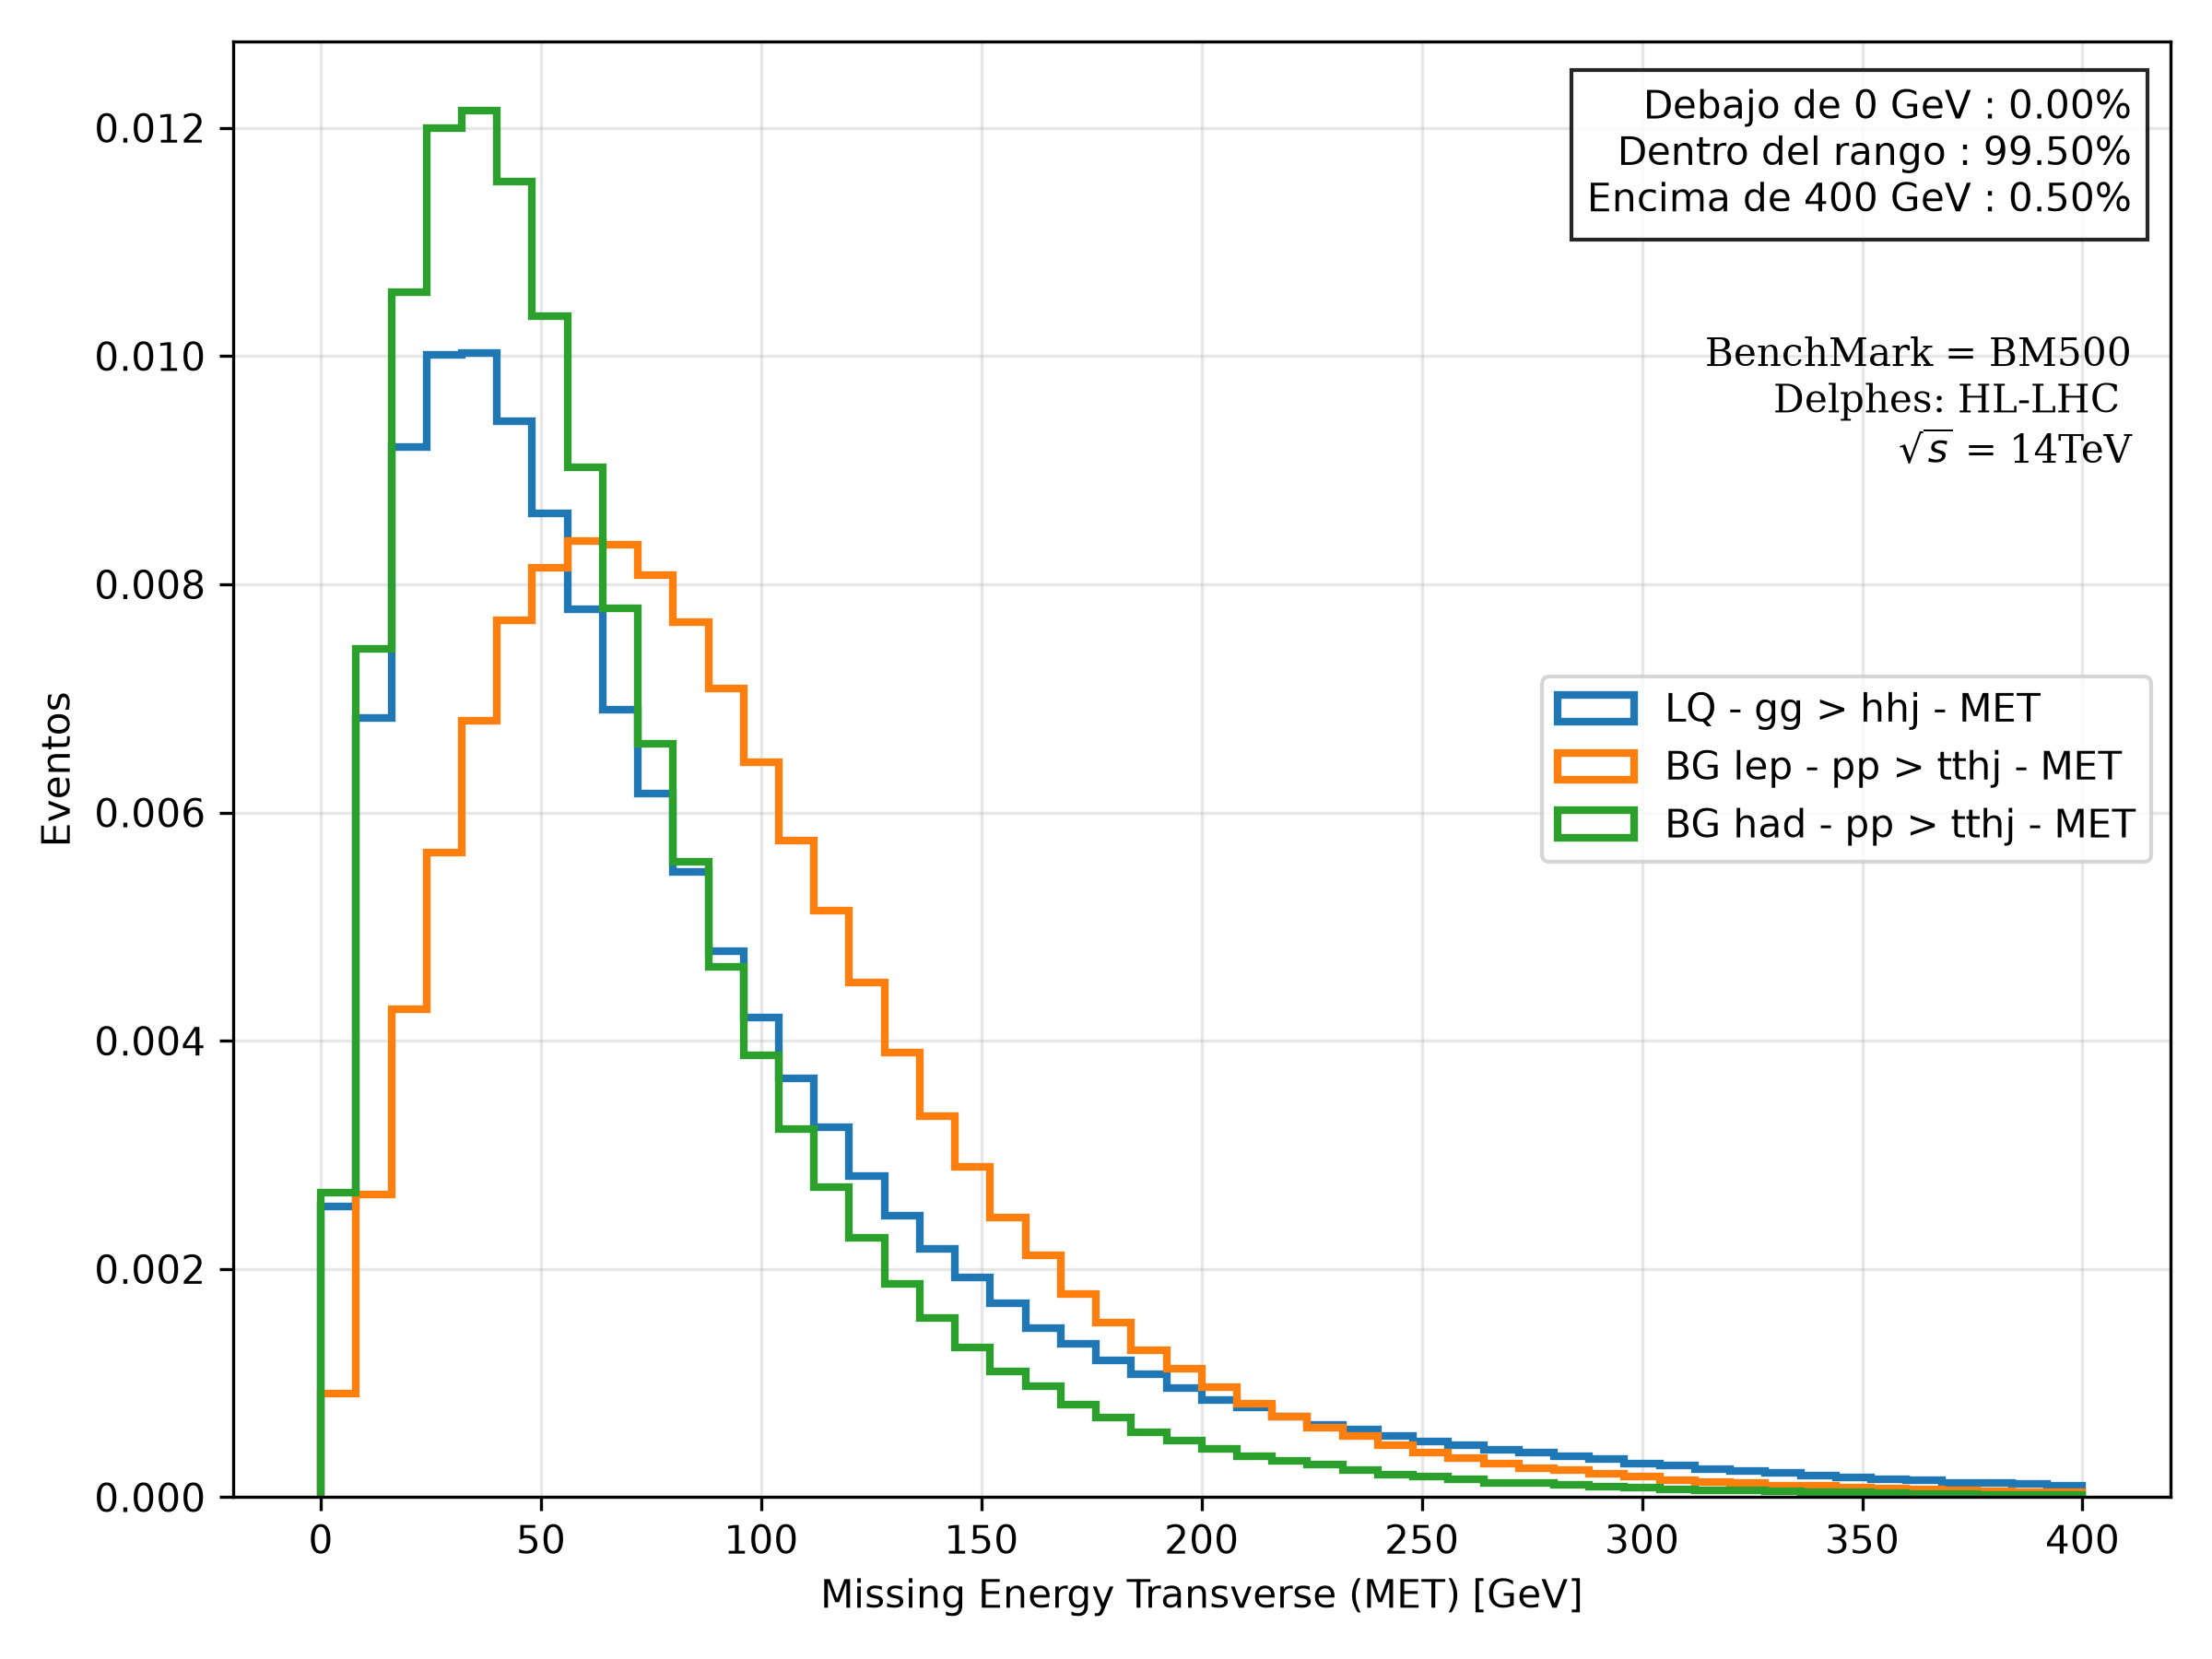 Debajo de 0 GeV : 0.00%
Dentro del rango : 99.50%
Encima de 400 GeV : 0.50%
BenchMark = BM500
Delphes: HL-LHC
√s = 14TeV
LQ - gg > hhj - MET
BG lep - pp > tthj - MET
BG had - pp > tthj - MET
Eventos
0.012
0.010
0.008
0.006
0.004
0.002
0.000
0 50 100 150 200 250 300 350 400
Missing Energy Transverse (MET) [GeV]